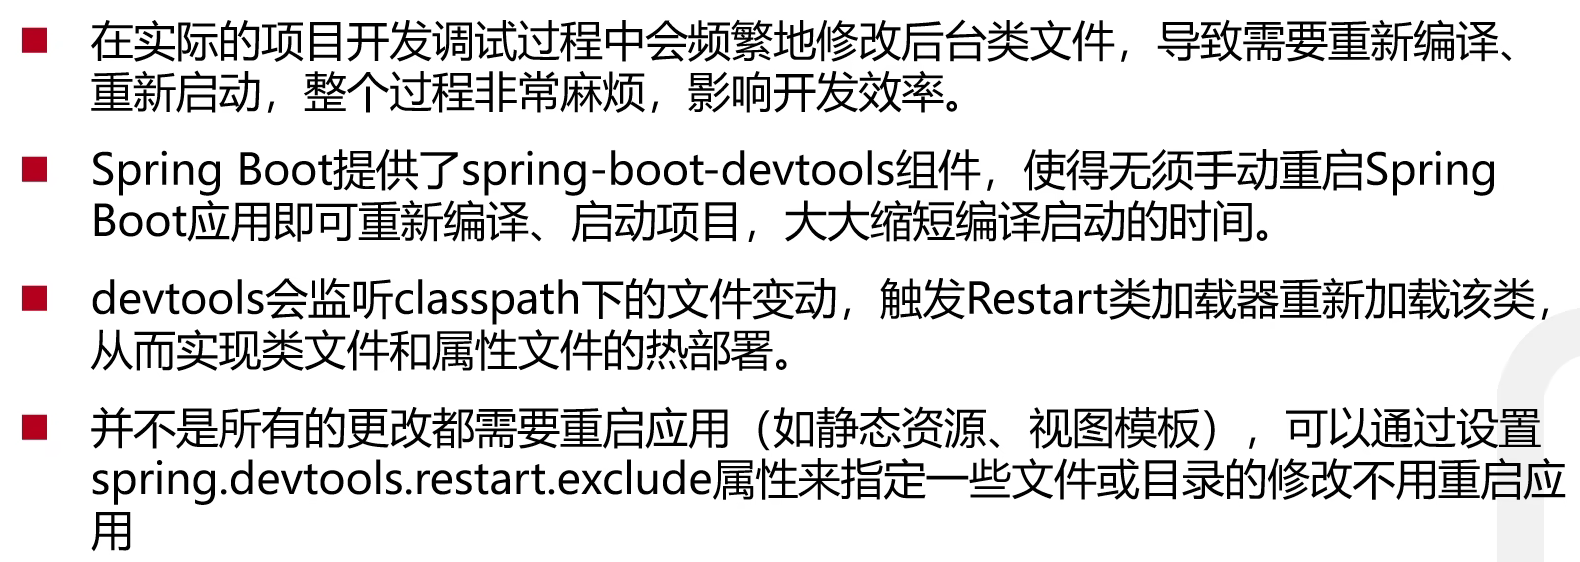 在实际的项目开发调试过程中会频繁地修改后台类文件，导致需要重新编译、
重新启动，整个过程非常麻烦，影响开发效率。
Spring Boot提供了spring-boot-devtools组件，使得无须手动重启Spring
Boot应用即可重新编译、启动项目，大大缩短编译启动的时间。
devtools会监听classpath下的文件变动，触发Restart类加载器重新加载该类，
从而实现类文件和属性文件的热部署。
并不是所有的更改都需要重启应用（如静态资源、视图模板），可以通过设置
spring.devtools.restart.exclude属性来指定一些文件或目录的修改不用重启应
用